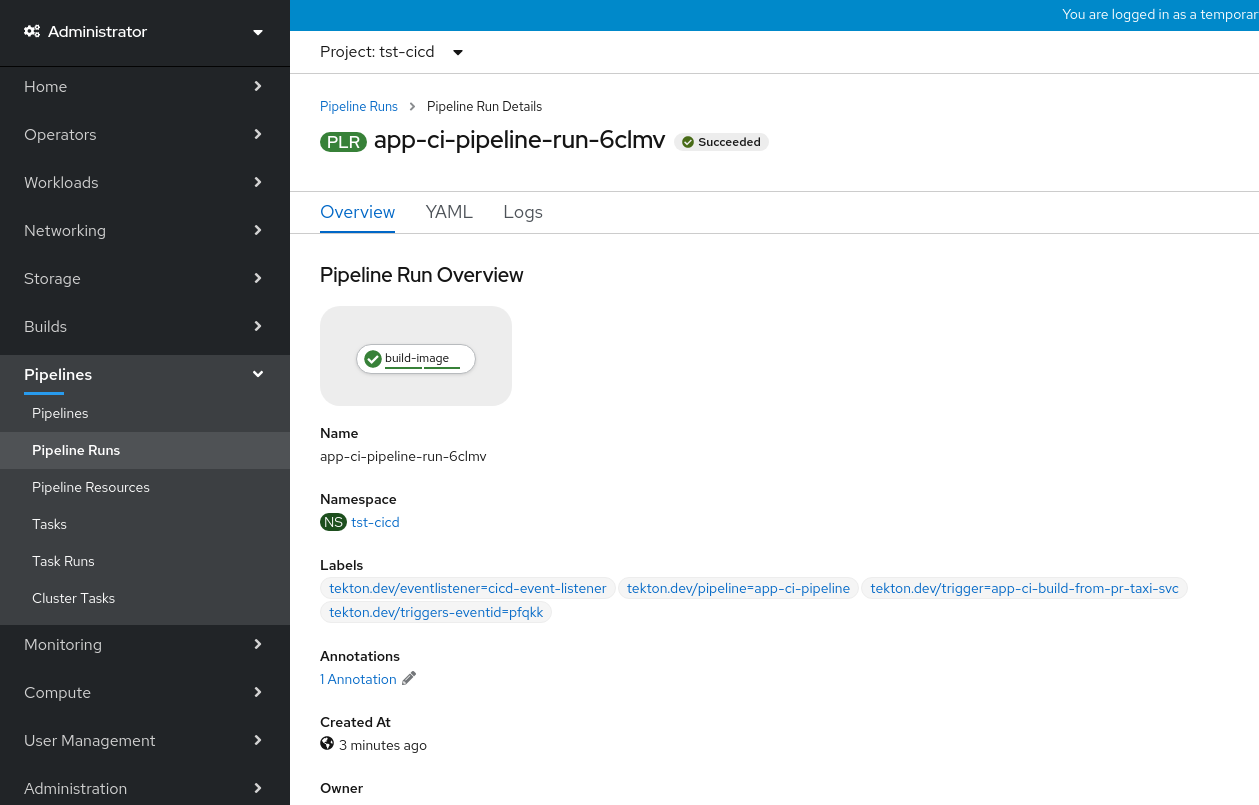 Administrator
Home
Operators
Workloads
Networking
Storage
Builds
Pipelines
Pipelines
Pipeline Runs
Pipeline Resources
Tasks
Task Runs
Cluster Tasks
Monitoring
Compute
User Management
Administration
You are logged in as a temporar
Project: tst-cicd
Pipeline Runs > Pipeline Run Details
PLR app-ci-pipeline-run-6clmv Succeeded
Overview YAML Logs
Pipeline Run Overview
build-image
Name
app-ci-pipeline-run-6clmv
Namespace
NS tst-cicd
Labels
tekton.dev/eventlistener=cicd-event-listener tekton.dev/pipeline=app-ci-pipeline tekton.dev/trigger=app-ci-build-from-pr-taxi-svc
tekton.dev/triggers-eventid=pfqkk
Annotations
1 Annotation
Created At
3 minutes ago
Owner